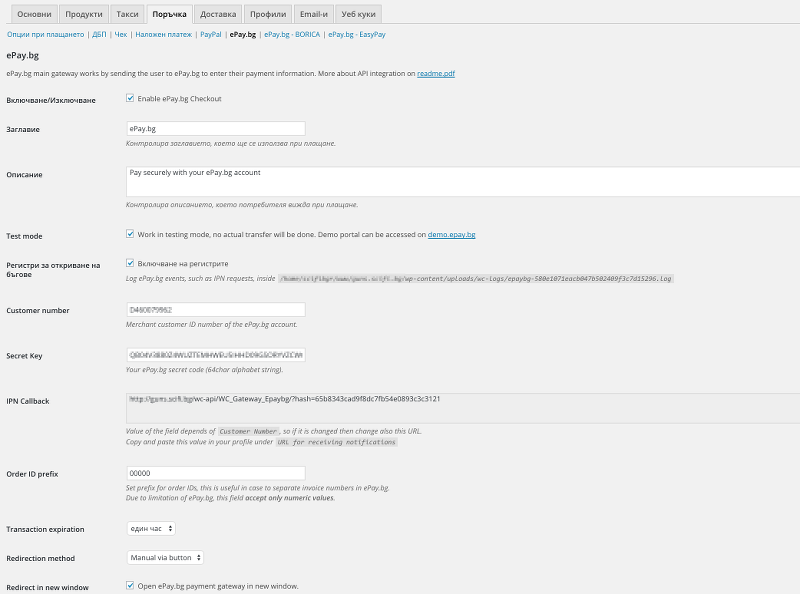 Основни Продукти Такси Поръчка Доставка Профили Email-и Уеб куки
Опции при плащането | ДБП | Чек | Наложен платеж | PayPal | ePay.bg | ePay.bg - BORICA | ePay.bg - EasyPay
ePay.bg
ePay.bg main gateway works by sending the user to ePay.bg to enter their payment information. More about API integration on readme.pdf
Включване/Изключване
Enable ePay.bg Checkout
Заглавие
ePay.bg
Контролира заглавието, което ще се използва при плащане.
Описание
Pay securely with your ePay.bg account
Контролира описанието, което потребителя вижда при плащане.
Test mode
Work in testing mode, no actual transfer will be done. Demo portal can be accessed on demo.epay.bg
Регистри за откриване на
бъгове
Включване на регистрите
Log ePay.bg events, such as IPN requests, inside /wp-content/uploads/wc-logs/epaybg-580e1071eacb047b502409f3c7d15296.log
Customer number
Merchant customer ID number of the ePay.bg account.
Secret Key
Your ePay.bg secret code (64char alphabet string).
IPN Callback
/wc-api/WC_Gateway_Epaybg/?hash=65b8343cad9f8dc7fb54e0893c3c3121
Value of the field depends of Customer Number, so if it is changed then change also this URL.
Copy and paste this value in your profile under URL for receiving notifications
Order ID prefix
00000
Set prefix for order IDs, this is useful in case to separate invoice numbers in ePay.bg.
Due to limitation of ePay.bg, this field accept only numeric values.
Transaction expiration
един час
Redirection method
Manual via button
Redirect in new window
Open ePay.bg payment gateway in new window.